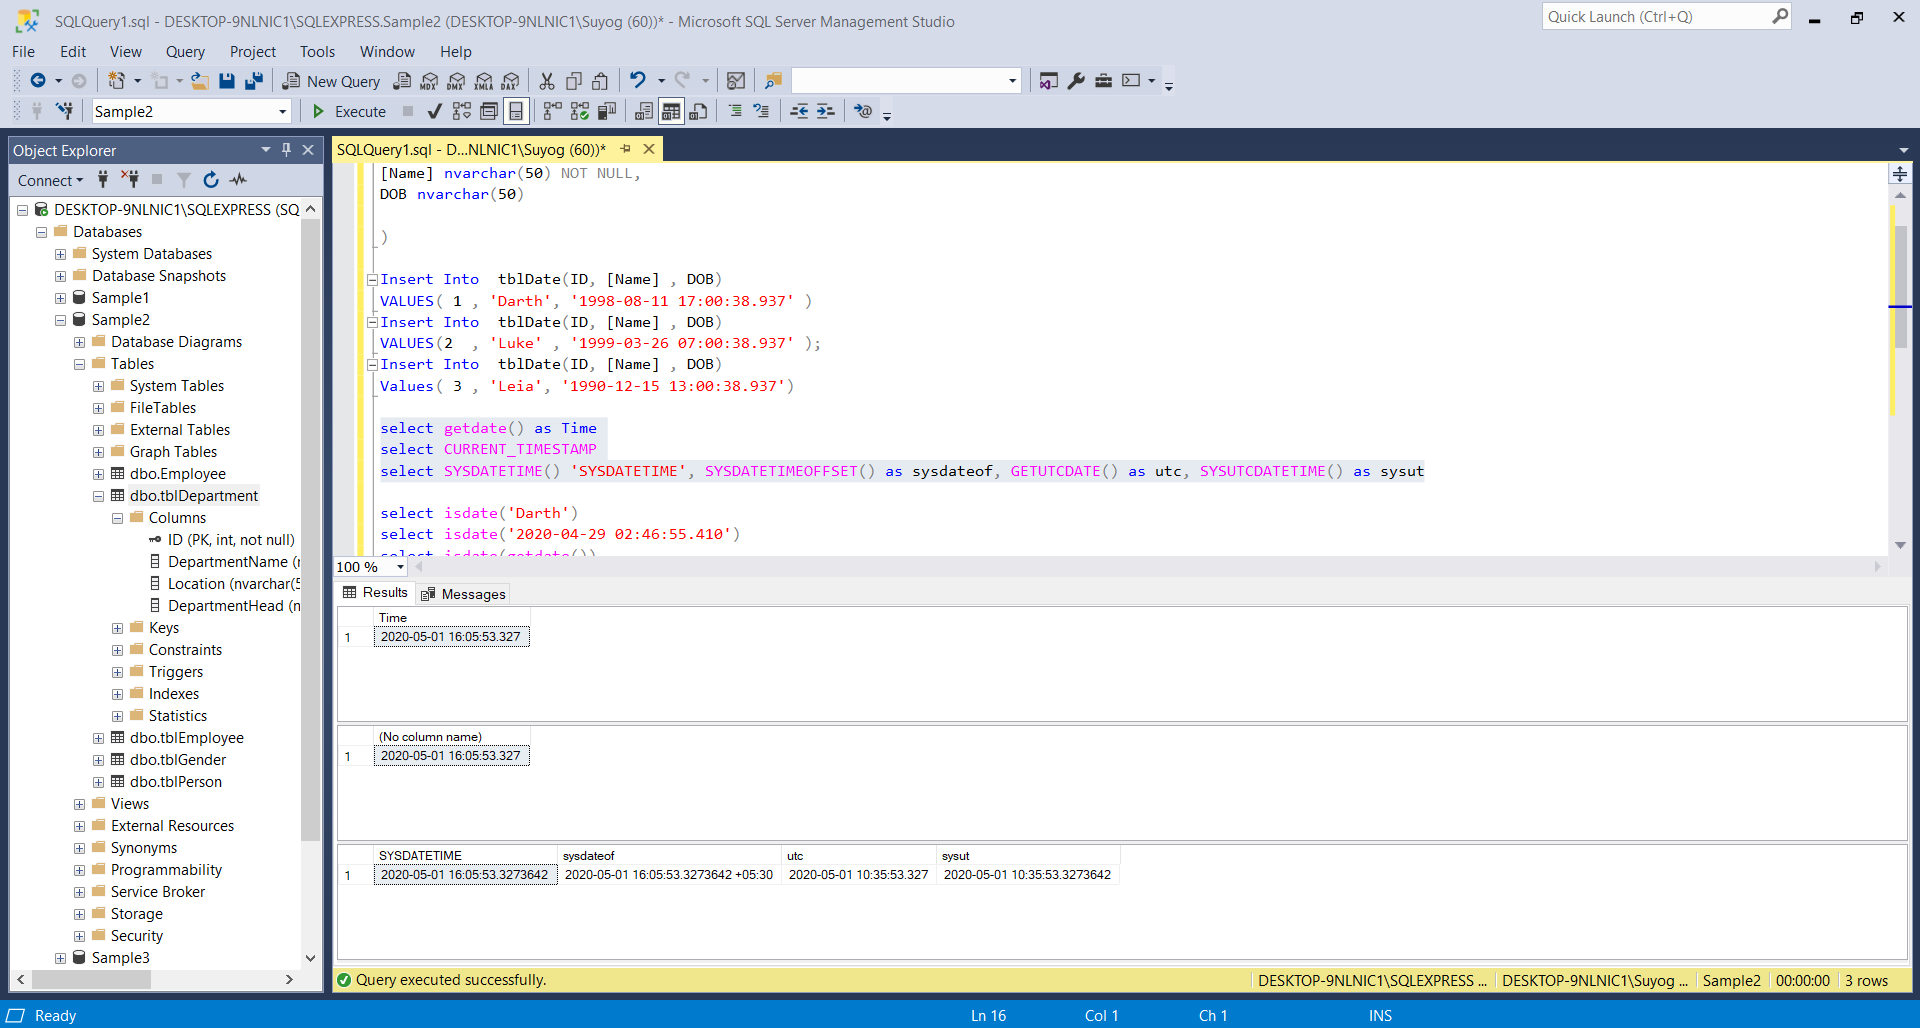 SQLQuery1.sql - DESKTOP-9NLNIC1\SQLEXPRESS.Sample2 (DESKTOP-9NLNIC1\Suyog (60))* - Microsoft SQL Server Management Studio
Quick Launch (Ctrl+Q)
File Edit View Query Project Tools Window Help
New Query MDX DMX XMLA DAX
Sample2 Execute
Object Explorer
Connect
DESKTOP-9NLNIC1\SQLEXPRESS (SQ
Databases
System Databases
Database Snapshots
Sample1
Sample2
Database Diagrams
Tables
System Tables
FileTables
External Tables
Graph Tables
dbo.Employee
dbo.tblDepartment
Columns
ID (PK, int, not null)
DepartmentName (n
Location (nvarchar(5
DepartmentHead (n
Keys
Constraints
Triggers
Indexes
Statistics
dbo.tblEmployee
dbo.tblGender
dbo.tblPerson
Views
External Resources
Synonyms
Programmability
Service Broker
Storage
Security
Sample3
SQLQuery1.sql - D...NLNIC1\Suyog (60))*
[Name] nvarchar(50) NOT NULL,
DOB nvarchar(50)
)
Insert Into  tblDate(ID, [Name] , DOB)
VALUES( 1 , 'Darth', '1998-08-11 17:00:38.937' )
Insert Into  tblDate(ID, [Name] , DOB)
VALUES(2  , 'Luke' , '1999-03-26 07:00:38.937' );
Insert Into  tblDate(ID, [Name] , DOB)
Values( 3 , 'Leia', '1990-12-15 13:00:38.937')
select getdate() as Time
select CURRENT_TIMESTAMP
select SYSDATETIME() 'SYSDATETIME', SYSDATETIMEOFFSET() as sysdateof, GETUTCDATE() as utc, SYSUTCDATETIME() as sysut
select isdate('Darth')
select isdate('2020-04-29 02:46:55.410')
select isdate(getdate())
100 %
Results Messages
Time
1 2020-05-01 16:05:53.327
(No column name)
1 2020-05-01 16:05:53.327
SYSDATETIME sysdateof utc sysut
1 2020-05-01 16:05:53.3273642 2020-05-01 16:05:53.3273642 +05:30 2020-05-01 10:35:53.327 2020-05-01 10:35:53.3273642
Query executed successfully. DESKTOP-9NLNIC1\SQLEXPRESS ... DESKTOP-9NLNIC1\Suyog ... Sample2 00:00:00 3 rows
Ready Ln 16 Col 1 Ch 1 INS